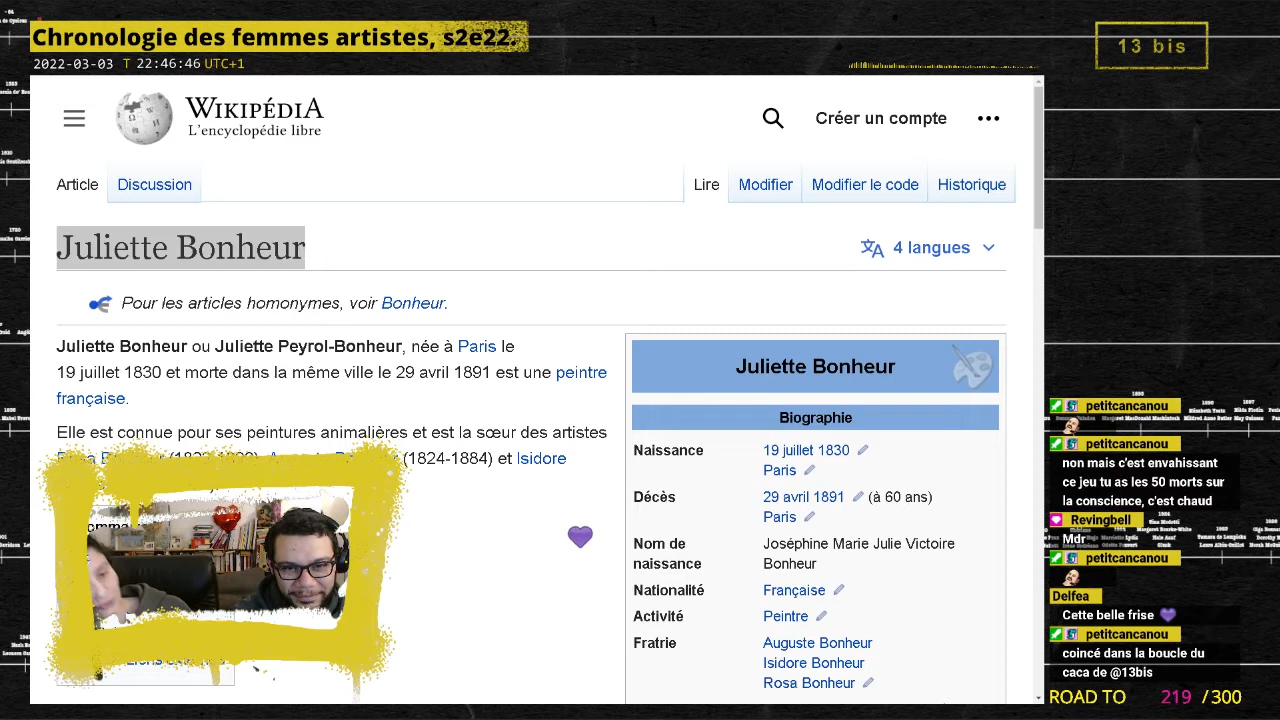 Chronologie des femmes artistes, s2e22.
2022-03-03 T 22:46:46 UTC+1
13 bis
WIKIPÉDIA
L'encyclopédie libre
Créer un compte
Article Discussion Lire Modifier Modifier le code Historique
Juliette Bonheur
4 langues
Pour les articles homonymes, voir Bonheur.
Juliette Bonheur ou Juliette Peyrol-Bonheur, née à Paris le
19 juillet 1830 et morte dans la même ville le 29 avril 1891 est une peintre
française.
Elle est connue pour ses peintures animalières et est la sœur des artistes
(1824-1884) et Isidore
Juliette Bonheur
Biographie
Naissance 19 juillet 1830
Paris
Décès 29 avril 1891 (à 60 ans)
Paris
Nom de naissance Joséphine Marie Julie Victoire Bonheur
Nationalité Française
Activité Peintre
Fratrie Auguste Bonheur
Isidore Bonheur
Rosa Bonheur
petitcancanou
petitcancanou
non mais c'est envahissant
ce jeu tu as les 50 morts sur
la conscience, c'est chaud
Revingbell
Mdr
petitcancanou
Delfea
Cette belle frise
petitcancanou
coincé dans la boucle du
caca de @13bis
ROAD TO 219 / 300